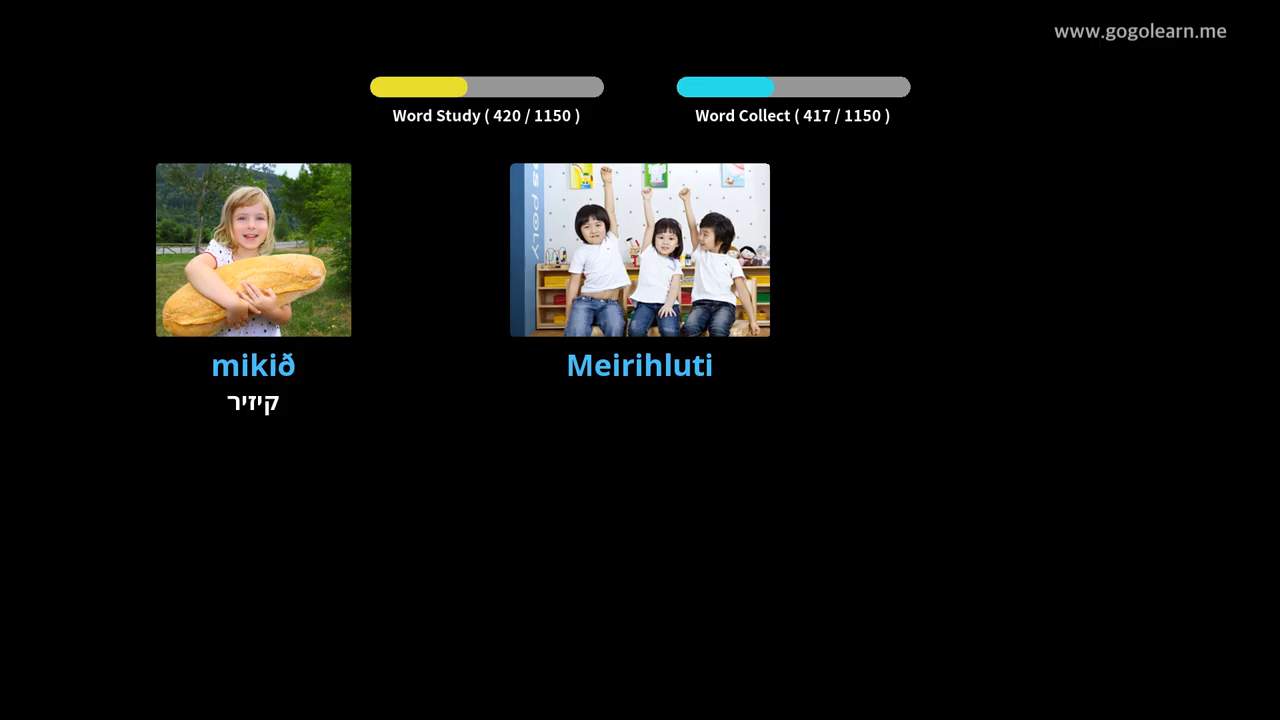 www.gogolearn.me
Word Study ( 420 / 1150 )
Word Collect ( 417 / 1150 )
mikið
קיזיר
Meirihluti